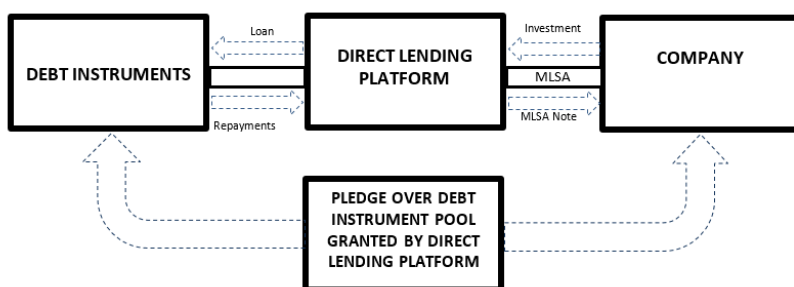 Loan
Investment
DEBT INSTRUMENTS
DIRECT LENDING
PLATFORM
MLSA
COMPANY
Repayments
MLSA Note
PLEDGE OVER DEBT
INSTRUMENT POOL
GRANTED BY DIRECT
LENDING PLATFORM